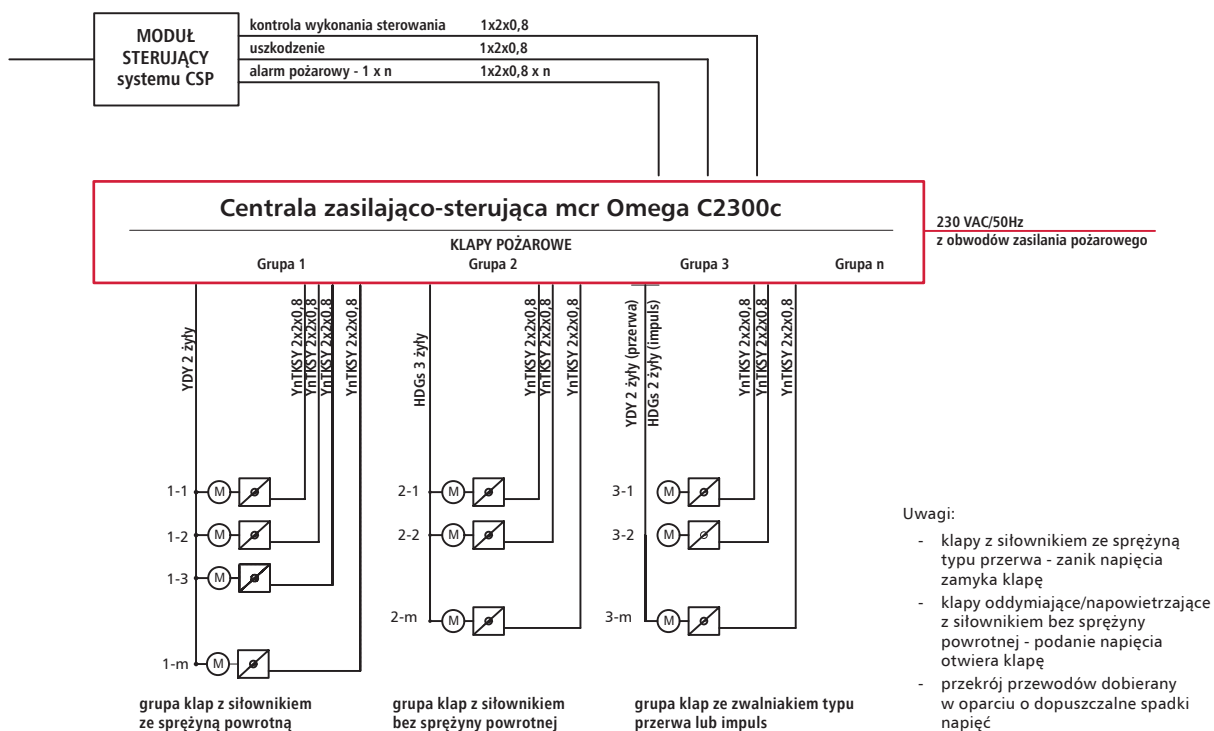 MODUŁ
STERUJĄCY
systemu CSP
kontrola wykonania sterowania 1x2x0,8
uszkodzenie 1x2x0,8
alarm pożarowy - 1 x n 1x2x0,8 x n
Centrala zasilająco-sterująca mcr Omega C2300c
KLAPY POŻAROWE
Grupa 1 Grupa 2 Grupa 3 Grupa n
230 VAC/50Hz
z obwodów zasilania pożarowego
YDY 2 żyły
YnTKSY 2x2x0,8
YnTKSY 2x2x0,8
YnTKSY 2x2x0,8
YnTKSY 2x2x0,8
HDGs 3 żyły
YnTKSY 2x2x0,8
YnTKSY 2x2x0,8
YnTKSY 2x2x0,8
YDY 2 żyły (przerwa)
HDGs 2 żyły (impuls)
YnTKSY 2x2x0,8
YnTKSY 2x2x0,8
YnTKSY 2x2x0,8
1-1 M
1-2 M
1-3 M
1-m M
2-1 M
2-2 M
2-m M
3-1 M
3-2 M
3-m M
grupa klap z siłownikiem
ze sprężyną powrotną
grupa klap z siłownikiem
bez sprężyny powrotnej
grupa klap ze zwalniakiem typu
przerwa lub impuls
Uwagi:
- klapy z siłownikiem ze sprężyną
typu przerwa - zanik napięcia
zamyka klapę
- klapy oddymiające/napowietrzające
z siłownikiem bez sprężyny
powrotnej - podanie napięcia
otwiera klapę
- przekrój przewodów dobierany
w oparciu o dopuszczalne spadki
napięć